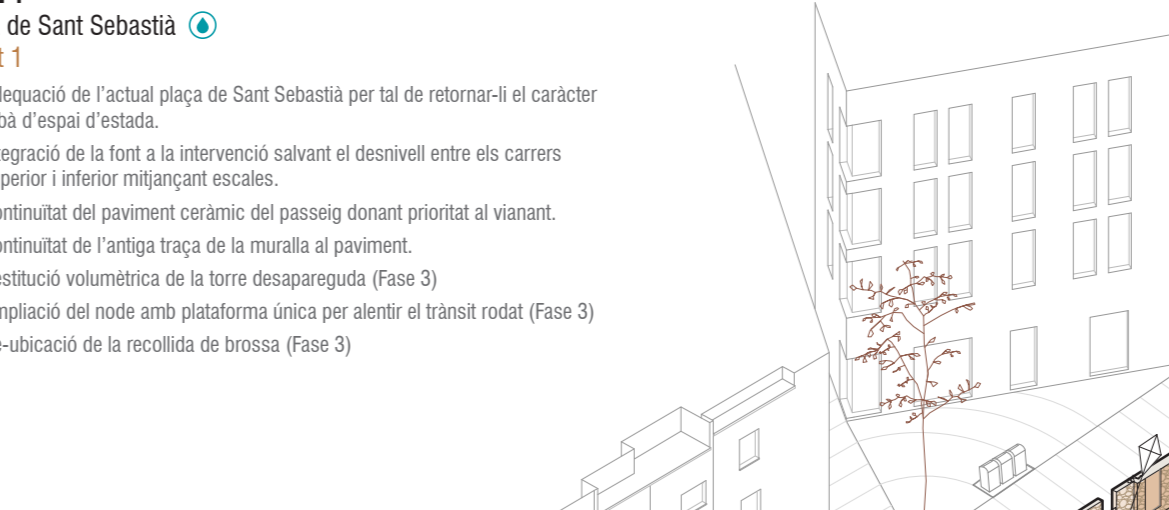 de Sant Sebastià
t 1
equació de l'actual plaça de Sant Sebastià per tal de retornar-li el caràcter
bà d'espai d'estada.
tegració de la font a la intervenció salvant el desnivell entre els carrers
perior i inferior mitjançant escales.
ontinuïtat del paviment ceràmic del passeig donant prioritat al vianant.
ontinuïtat de l'antiga traça de la muralla al paviment.
estitució volumètrica de la torre desapareguda (Fase 3)
mpliació del node amb plataforma única per alentir el trànsit rodat (Fase 3)
e-ubicació de la recollida de brossa (Fase 3)